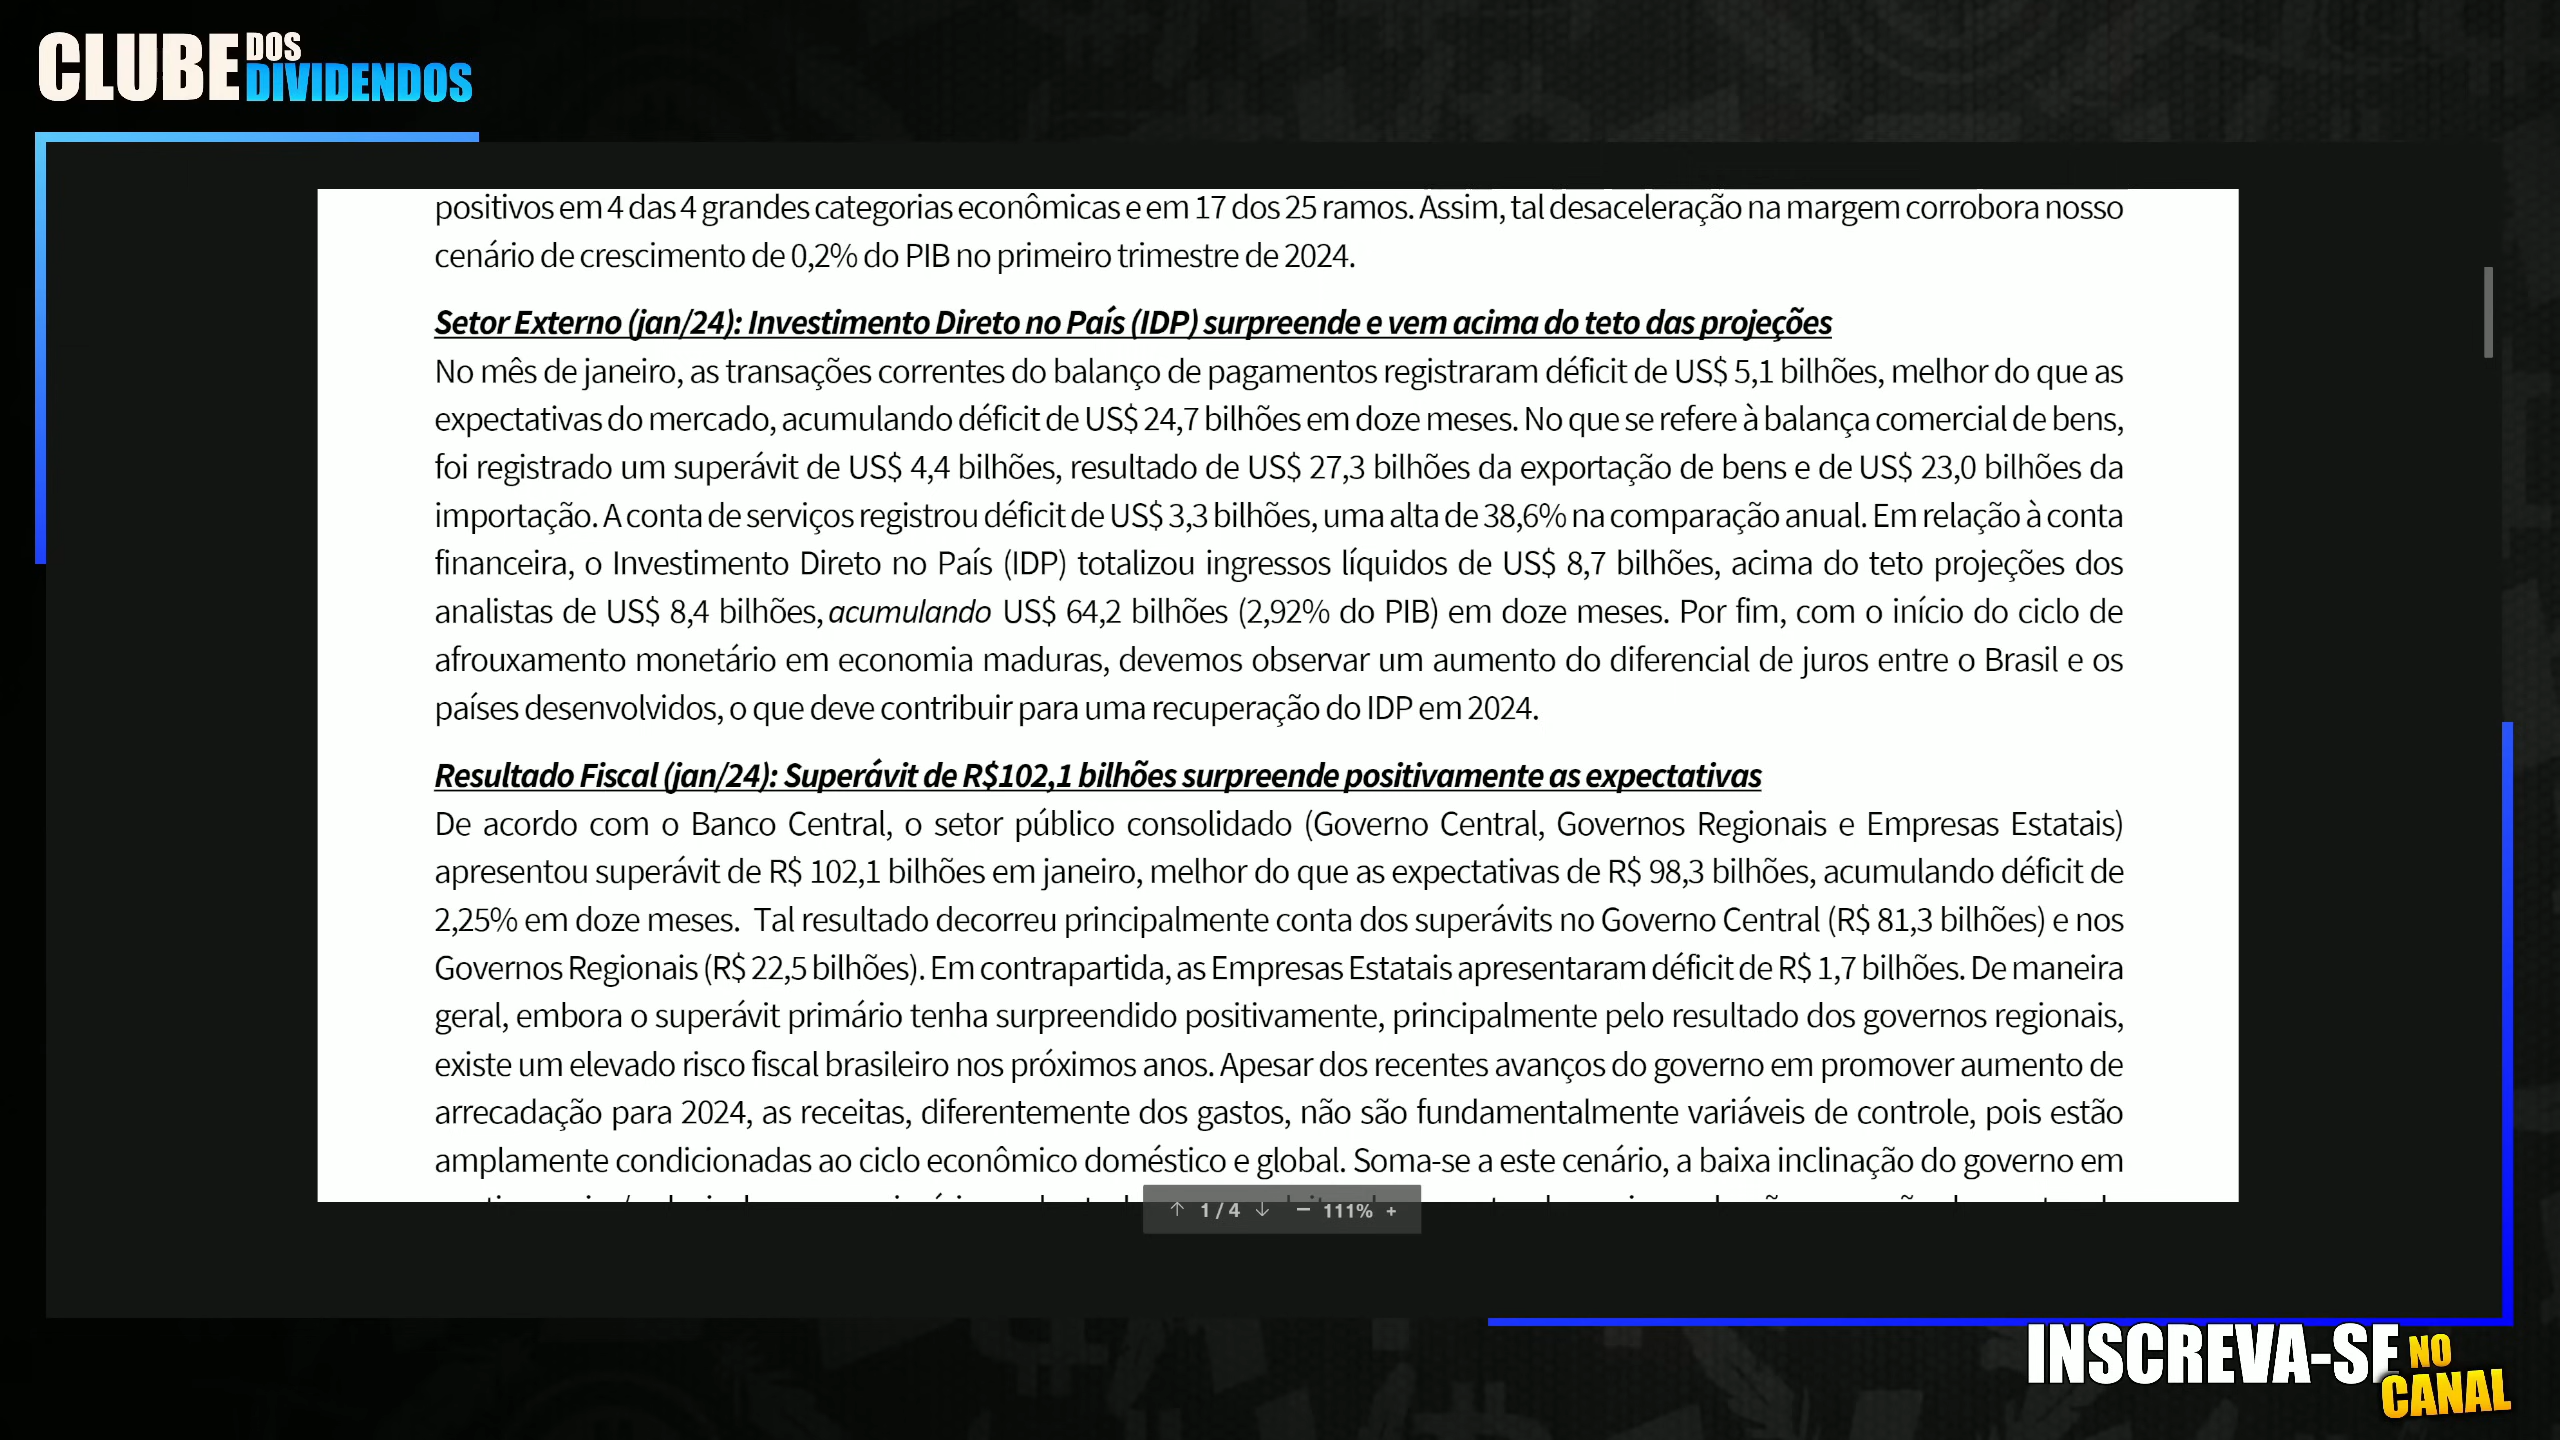 CLUBE DOS DIVIDENDOS
positivos em 4 das 4 grandes categorias econômicas e em 17 dos 25 ramos. Assim, tal desaceleração na margem corrobora nosso
cenário de crescimento de 0,2% do PIB no primeiro trimestre de 2024.
Setor Externo (jan/24): Investimento Direto no País (IDP) surpreende e vem acima do teto das projeções
No mês de janeiro, as transações correntes do balanço de pagamentos registraram déficit de US$ 5,1 bilhões, melhor do que as
expectativas do mercado, acumulando déficit de US$ 24,7 bilhões em doze meses. No que se refere à balança comercial de bens,
foi registrado um superávit de US$ 4,4 bilhões, resultado de US$ 27,3 bilhões da exportação de bens e de US$ 23,0 bilhões da
importação. A conta de serviços registrou déficit de US$ 3,3 bilhões, uma alta de 38,6% na comparação anual. Em relação à conta
financeira, o Investimento Direto no País (IDP) totalizou ingressos líquidos de US$ 8,7 bilhões, acima do teto projeções dos
analistas de US$ 8,4 bilhões, acumulando US$ 64,2 bilhões (2,92% do PIB) em doze meses. Por fim, com o início do ciclo de
afrouxamento monetário em economia maduras, devemos observar um aumento do diferencial de juros entre o Brasil e os
países desenvolvidos, o que deve contribuir para uma recuperação do IDP em 2024.
Resultado Fiscal (jan/24): Superávit de R$102,1 bilhões surpreende positivamente as expectativas
De acordo com o Banco Central, o setor público consolidado (Governo Central, Governos Regionais e Empresas Estatais)
apresentou superávit de R$ 102,1 bilhões em janeiro, melhor do que as expectativas de R$ 98,3 bilhões, acumulando déficit de
2,25% em doze meses. Tal resultado decorreu principalmente conta dos superávits no Governo Central (R$ 81,3 bilhões) e nos
Governos Regionais (R$ 22,5 bilhões). Em contrapartida, as Empresas Estatais apresentaram déficit de R$ 1,7 bilhões. De maneira
geral, embora o superávit primário tenha surpreendido positivamente, principalmente pelo resultado dos governos regionais,
existe um elevado risco fiscal brasileiro nos próximos anos. Apesar dos recentes avanços do governo em promover aumento de
arrecadação para 2024, as receitas, diferentemente dos gastos, não são fundamentalmente variáveis de controle, pois estão
amplamente condicionadas ao ciclo econômico doméstico e global. Soma-se a este cenário, a baixa inclinação do governo em
↑ 1 / 4 ↓ − 111% +
INSCREVA-SE NO CANAL